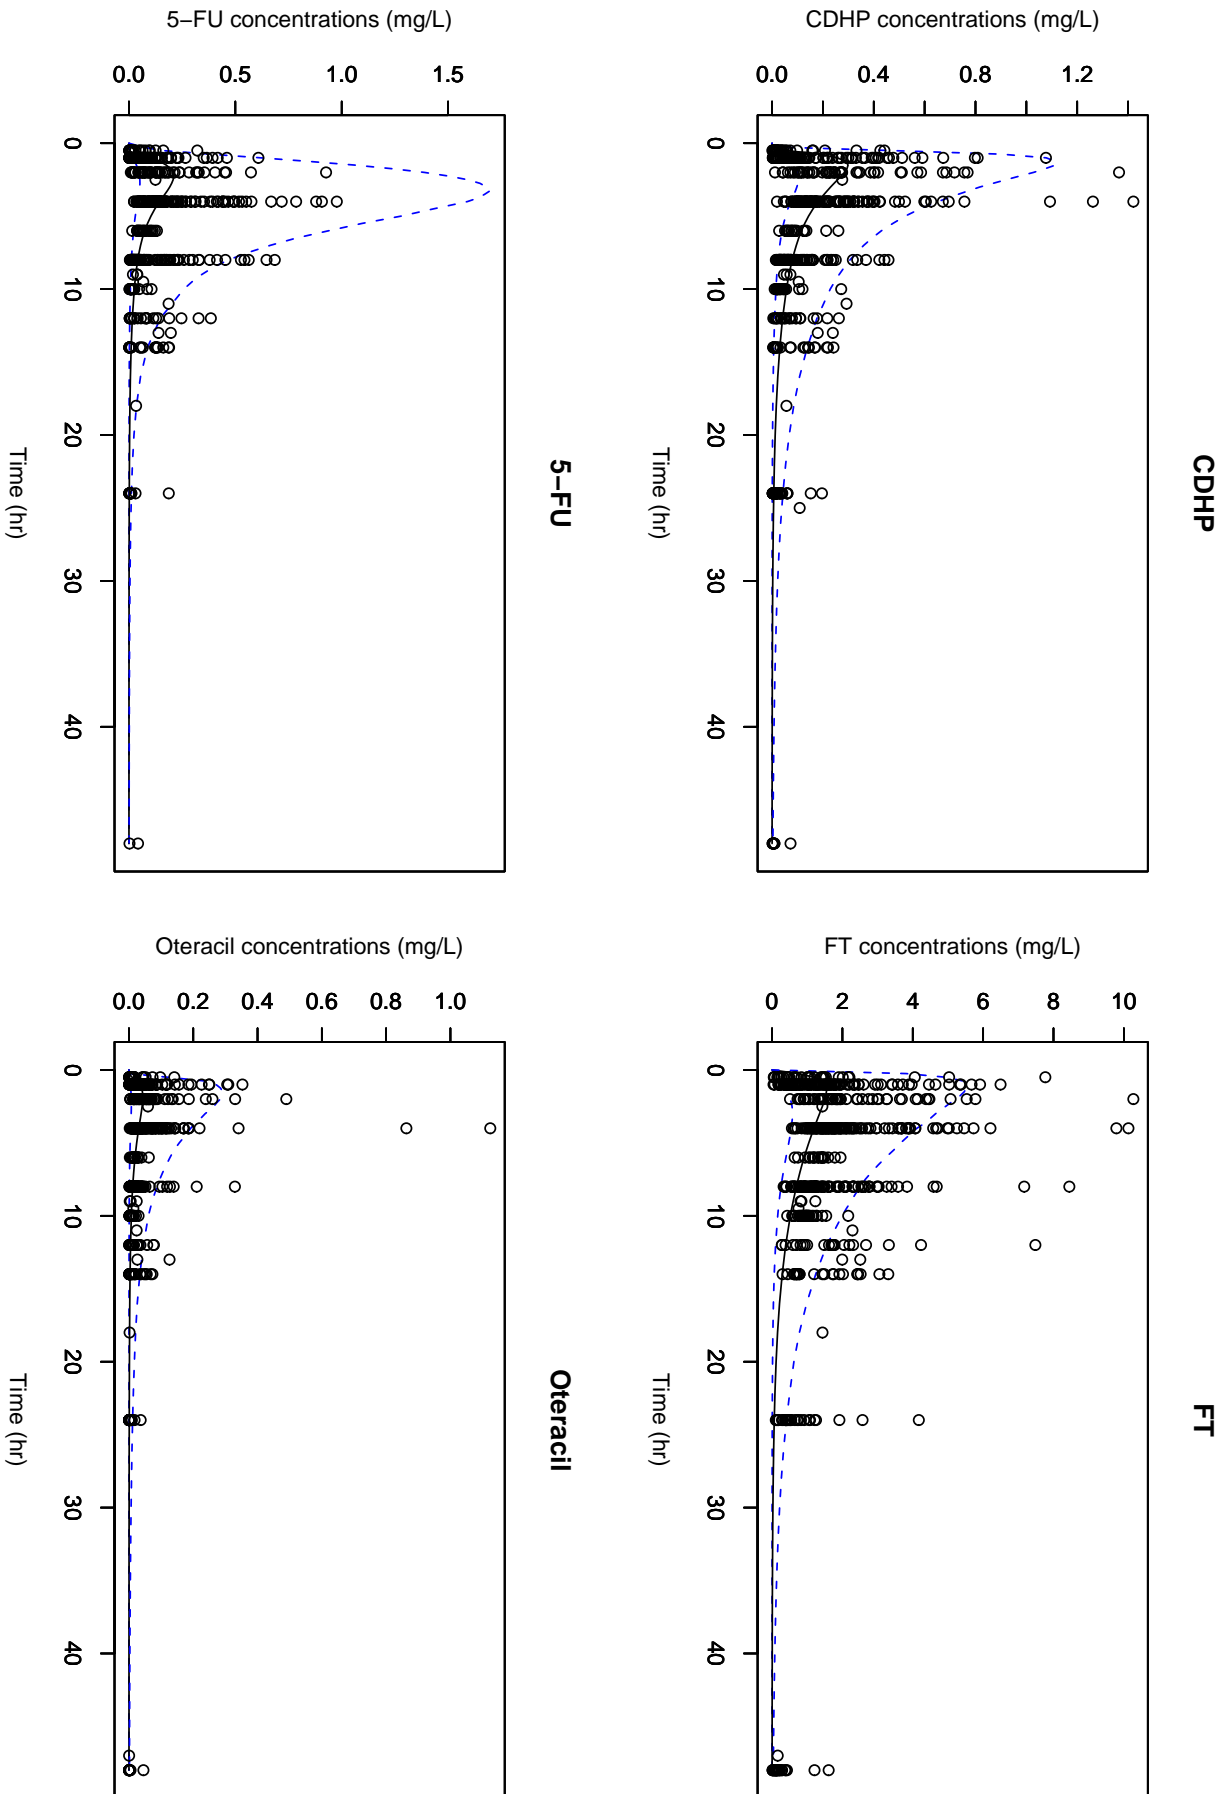 CDHP
CDHP concentrations (mg/L)
0.0 0.4 0.8 1.2
0 10 20 30 40
Time (hr)
FT
FT concentrations (mg/L)
0 2 4 6 8 10
0 10 20 30 40
Time (hr)
5−FU
5−FU concentrations (mg/L)
0.0 0.5 1.0 1.5
0 10 20 30 40
Time (hr)
Oteracil
Oteracil concentrations (mg/L)
0.0 0.2 0.4 0.6 0.8 1.0
0 10 20 30 40
Time (hr)